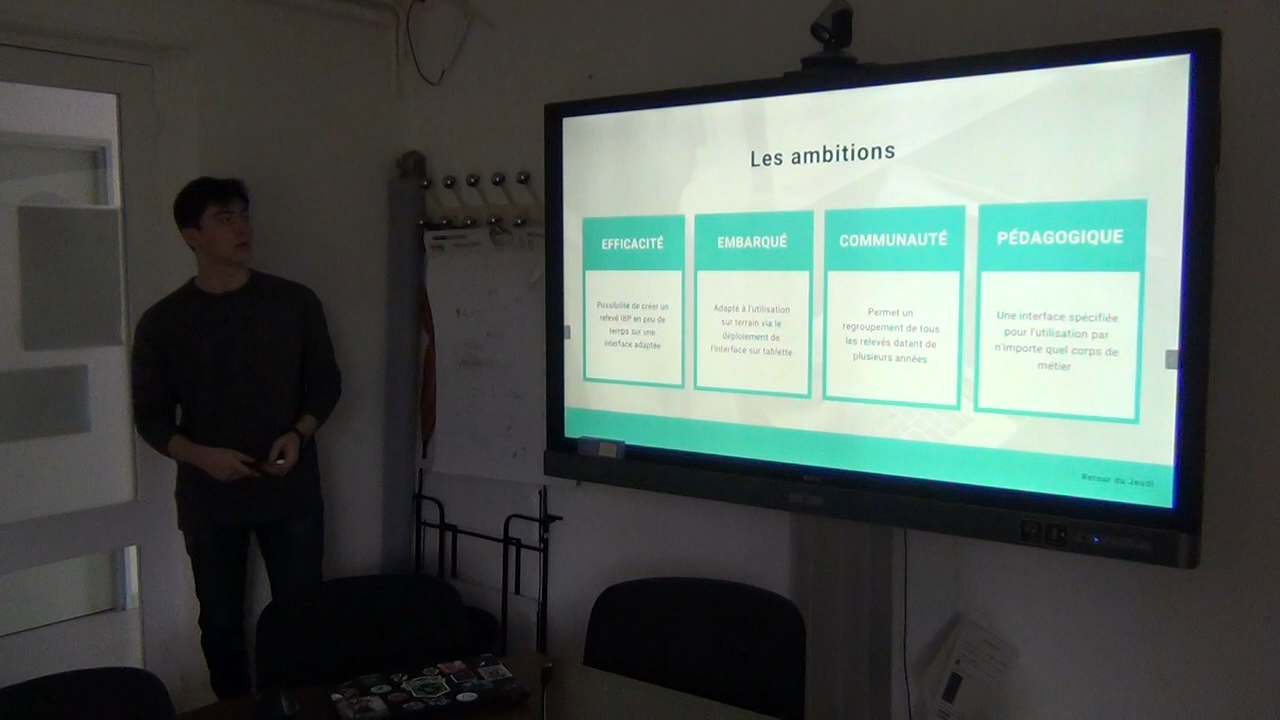 Les ambitions
EFFICACITÉ
Possibilité de créer un
relevé IBP en peu de
temps sur une
interface adaptée
EMBARQUÉ
Adapté à l'utilisation
sur terrain via le
déploiement de
l'interface sur tablette
COMMUNAUTÉ
Permet un
regroupement de tous
les relevés datant de
plusieurs années
PÉDAGOGIQUE
Une interface spécifiée
pour l'utilisation par
n'importe quel corps de
métier
Retour du Jeudi